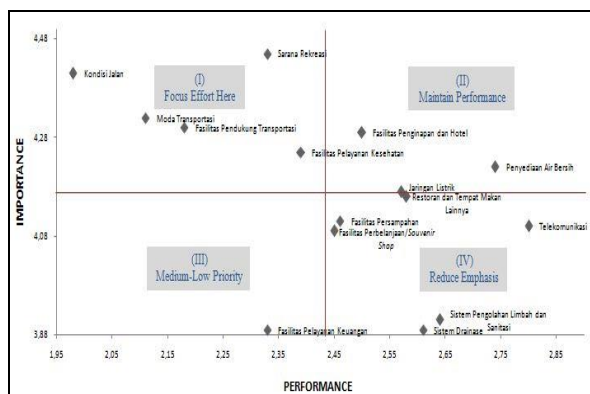 4,48
Sarana Rekreasi
Kondisi Jalan
(I)
Focus Effort Here
(II)
Maintain Performance
Moda Transportasi
Fasilitas Pendukung Transportasi
Fasilitas Penginapan dan Hotel
4,28
Fasilitas Pelayanan Kesehatan
Penyediaan Air Bersih
Jaringan Listrik
Restoran dan Tempat Makan
Lainnya
IMPORTANCE
Fasilitas Persampahan
Fasilitas Perbelanjaan/Souvenir
Shop
Telekomunikasi
4,08
(III)
Medium-Low Priority
(IV)
Reduce Emphasis
Sistem Pengolahan Limbah dan
Sanitasi
Fasilitas Pelayanan Keuangan
Sistem Drainase
3,88
1,95
2,05
2,15
2,25
2,35
2,45
2,55
2,65
2,75
2,85
PERFORMANCE